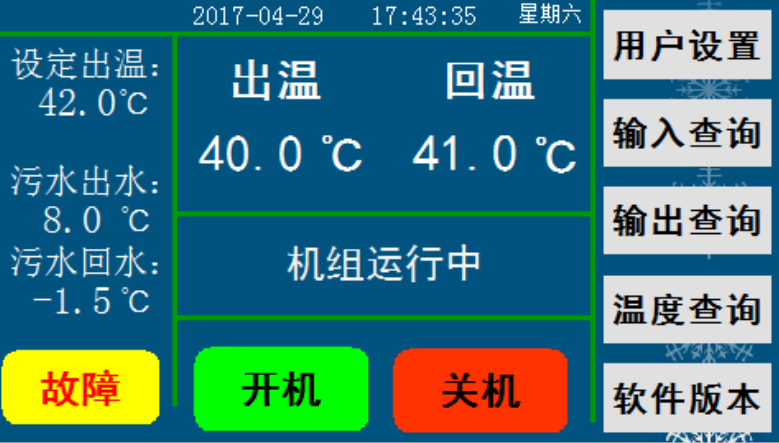 2017-04-29 17:43:35 星期六
设定出温:
42.0℃
污水出水:
8.0 ℃
污水回水:
-1.5℃
故障
出温 回温
40.0 ℃ 41.0 ℃
机组运行中
开机 关机
用户设置
输入查询
输出查询
温度查询
软件版本